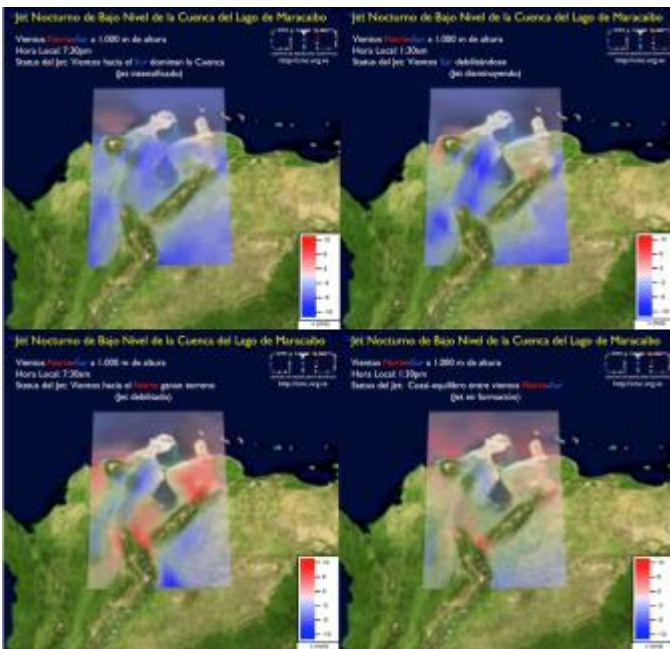 Jet Nocturno de Bajo Nivel de la Cuenca del Lago de Maracaibo
Vientos Norte-Sur a 1.000 m de altura
Hora Local: 7:30pm
Status del Jet: Vientos hacia el Sur dominan la Cuenca
(Jet intensificado)
Jet Nocturno de Bajo Nivel de la Cuenca del Lago de Maracaibo
Vientos Norte-Sur a 1.000 m de altura
Hora Local: 1:30am
Status del Jet: Vientos Sur debilitándose
(Jet disminuyendo)
Jet Nocturno de Bajo Nivel de la Cuenca del Lago de Maracaibo
Vientos Norte-Sur a 1.000 m de altura
Hora Local: 7:30am
Status del Jet: Vientos hacia el Norte ganan terreno
(Jet debilitado)
Jet Nocturno de Bajo Nivel de la Cuenca del Lago de Maracaibo
Vientos Norte-Sur a 1.000 m de altura
Hora Local: 1:30pm
Status del Jet: Cuasi-equilibro entre vientos Norte-Sur
(Jet en formación)